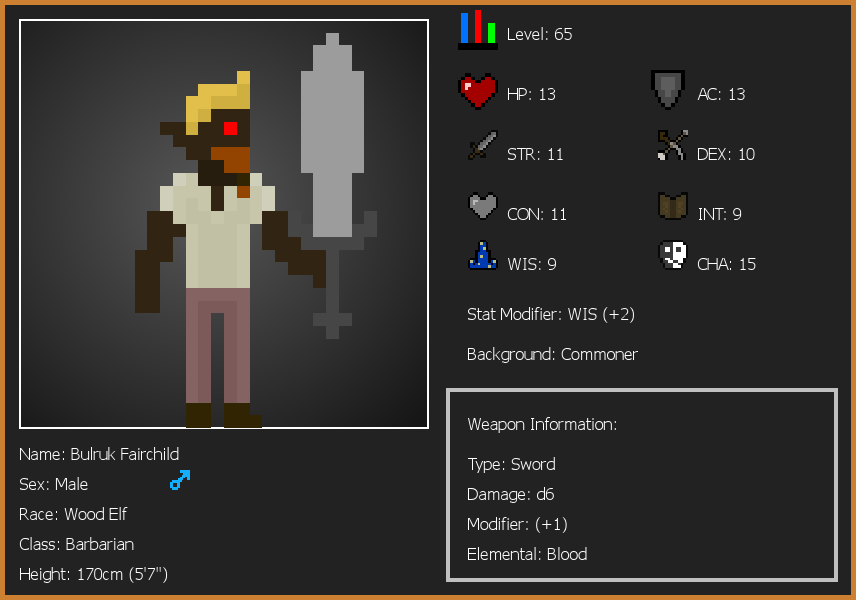 Level: 65
HP: 13
AC: 13
STR: 11
DEX: 10
CON: 11
INT: 9
WIS: 9
CHA: 15
Stat Modifier: WIS (+2)
Background: Commoner
Weapon Information:
Type: Sword
Damage: d6
Modifier: (+1)
Elemental: Blood
Name: Bulruk Fairchild
Sex: Male
Race: Wood Elf
Class: Barbarian
Height: 170cm (5'7")